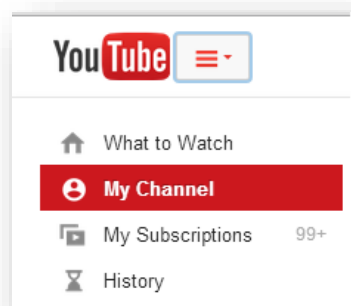 YouTube
What to Watch
My Channel
My Subscriptions 99+
History